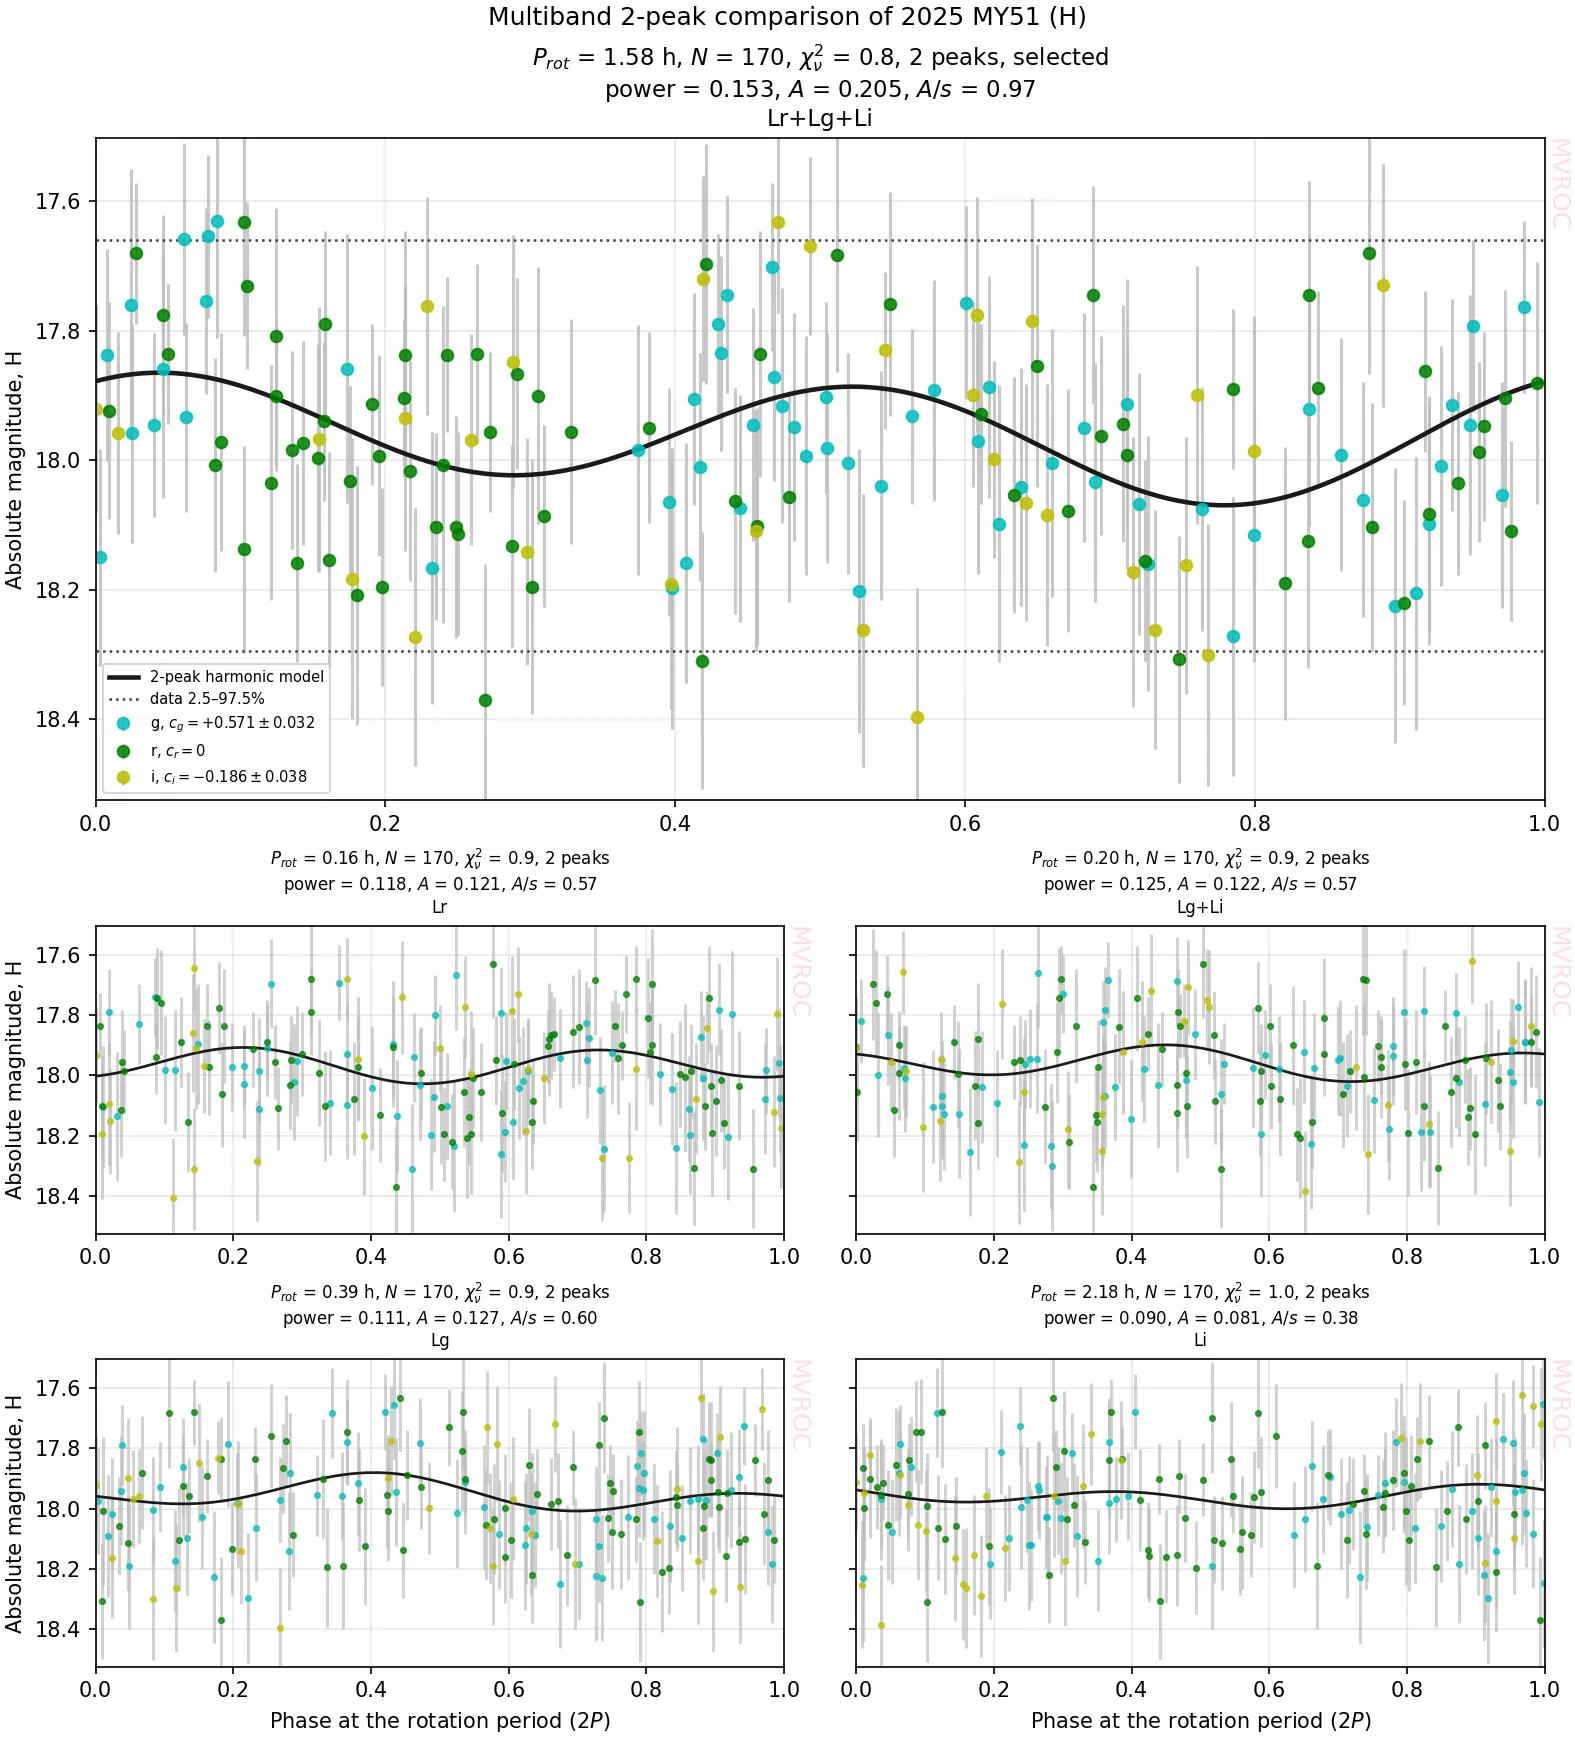 Multiband 2-peak comparison of 2025 MY51 (H)
P_rot = 1.58 h, N = 170, χ²_ν = 0.8, 2 peaks, selected
power = 0.153, A = 0.205, A/s = 0.97
Lr+Lg+Li
MVROC
Absolute magnitude, H
17.6
17.8
18.0
18.2
18.4
2-peak harmonic model
data 2.5–97.5%
g, c_g = +0.571 ± 0.032
r, c_r = 0
i, c_i = −0.186 ± 0.038
0.0 0.2 0.4 0.6 0.8 1.0
P_rot = 0.16 h, N = 170, χ²_ν = 0.9, 2 peaks
power = 0.118, A = 0.121, A/s = 0.57
Lr
MVROC
Absolute magnitude, H
17.6
17.8
18.0
18.2
18.4
0.0 0.2 0.4 0.6 0.8 1.0
P_rot = 0.20 h, N = 170, χ²_ν = 0.9, 2 peaks
power = 0.125, A = 0.122, A/s = 0.57
Lg+Li
MVROC
0.0 0.2 0.4 0.6 0.8 1.0
P_rot = 0.39 h, N = 170, χ²_ν = 0.9, 2 peaks
power = 0.111, A = 0.127, A/s = 0.60
Lg
MVROC
Absolute magnitude, H
17.6
17.8
18.0
18.2
18.4
0.0 0.2 0.4 0.6 0.8 1.0
Phase at the rotation period (2P)
P_rot = 2.18 h, N = 170, χ²_ν = 1.0, 2 peaks
power = 0.090, A = 0.081, A/s = 0.38
Li
MVROC
0.0 0.2 0.4 0.6 0.8 1.0
Phase at the rotation period (2P)